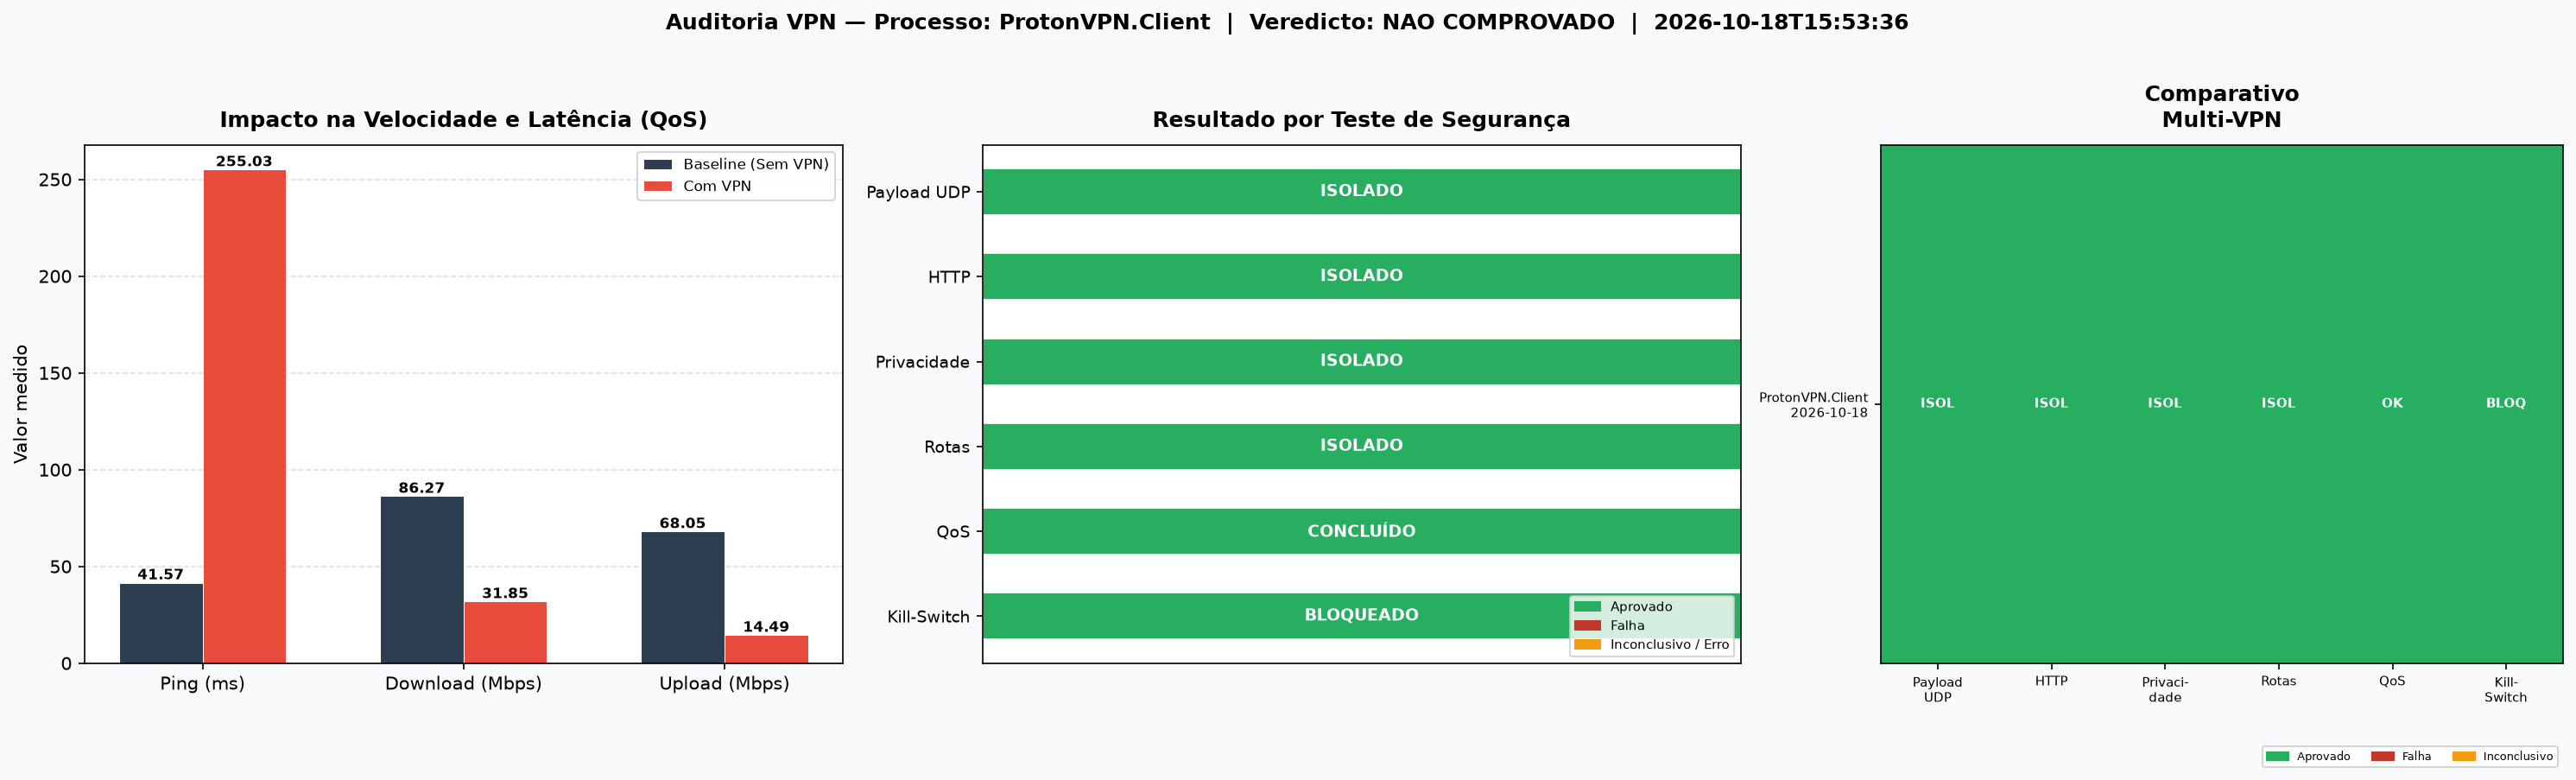 Auditoria VPN — Processo: ProtonVPN.Client | Veredicto: NAO COMPROVADO | 2026-10-18T15:53:36
Impacto na Velocidade e Latência (QoS)
Valor medido
250
200
150
100
50
0
255.03
41.57
86.27
31.85
68.05
14.49
Baseline (Sem VPN)
Com VPN
Ping (ms)
Download (Mbps)
Upload (Mbps)
Resultado por Teste de Segurança
Payload UDP
ISOLADO
HTTP
ISOLADO
Privacidade
ISOLADO
Rotas
ISOLADO
QoS
CONCLUÍDO
Kill-Switch
BLOQUEADO
Aprovado
Falha
Inconclusivo / Erro
Comparativo
Multi-VPN
ProtonVPN.Client
2026-10-18
ISOL
ISOL
ISOL
ISOL
OK
BLOQ
Payload
UDP
HTTP
Privaci-
dade
Rotas
QoS
Kill-
Switch
Aprovado
Falha
Inconclusivo